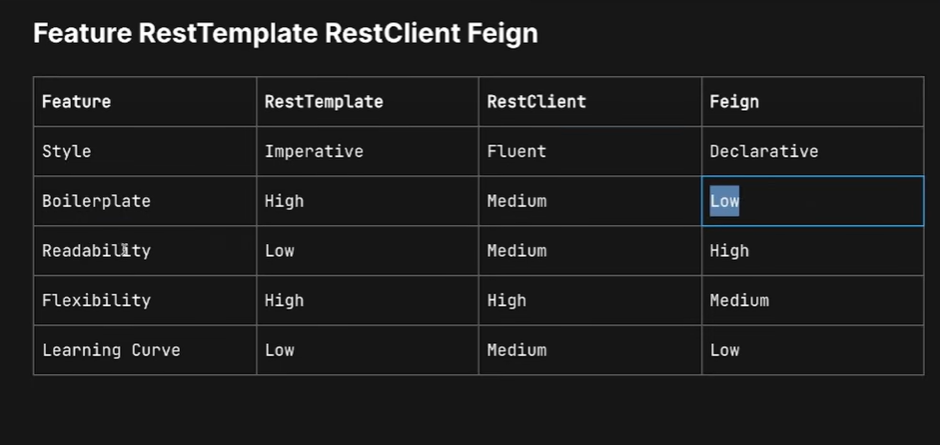 Feature RestTemplate RestClient Feign
Feature RestTemplate RestClient Feign
Style Imperative Fluent Declarative
Boilerplate High Medium Low
Readability Low Medium High
Flexibility High High Medium
Learning Curve Low Medium Low